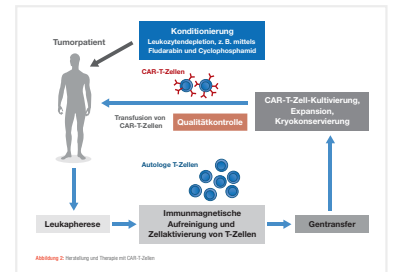 Konditionierung
Leukozytendepletion, z. B. mittels
Fludarabin und Cyclophosphamid
Tumorpatient
CAR-T-Zellen
Transfusion von
CAR-T-Zellen
Qualitätkontrolle
CAR-T-Zell-Kultivierung,
Expansion,
Kryokonservierung
Autologe T-Zellen
Leukapherese
Immunmagnetische
Aufreinigung und
Zellaktivierung von T-Zellen
Gentransfer
Abbildung 2: Herstellung und Therapie mit CAR-T-Zellen